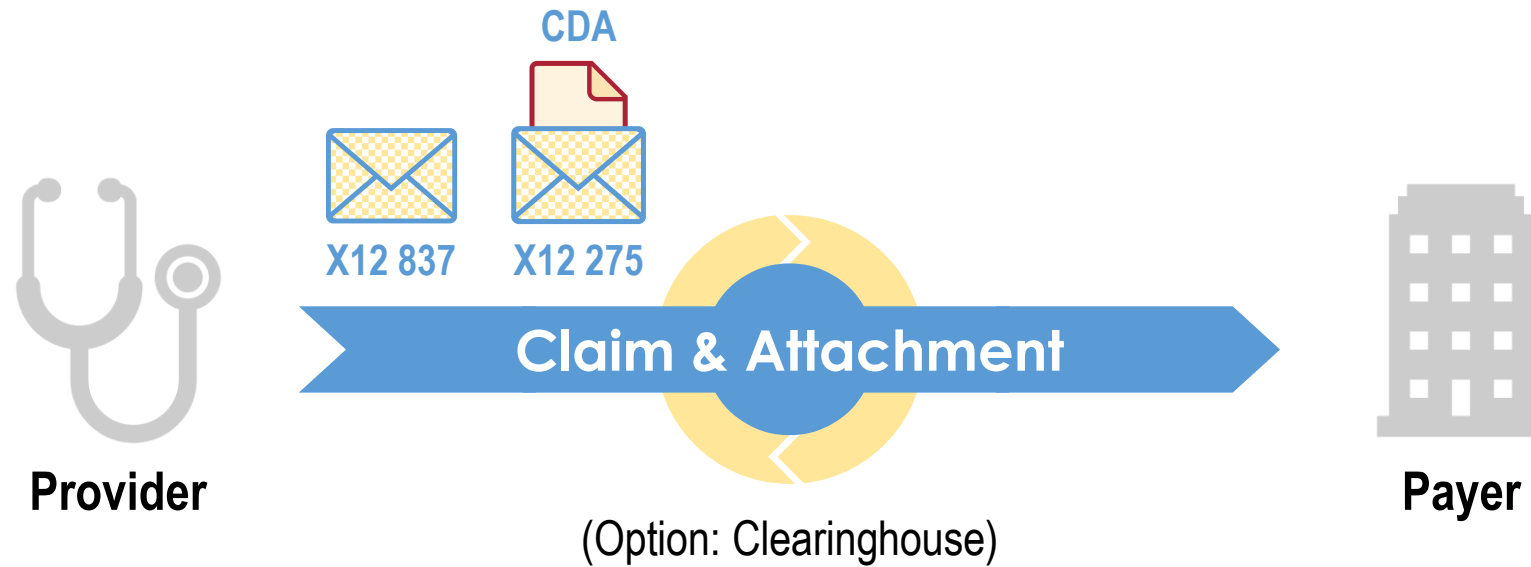 CDA
X12 837
X12 275
Claim & Attachment
Provider
Payer
(Option: Clearinghouse)